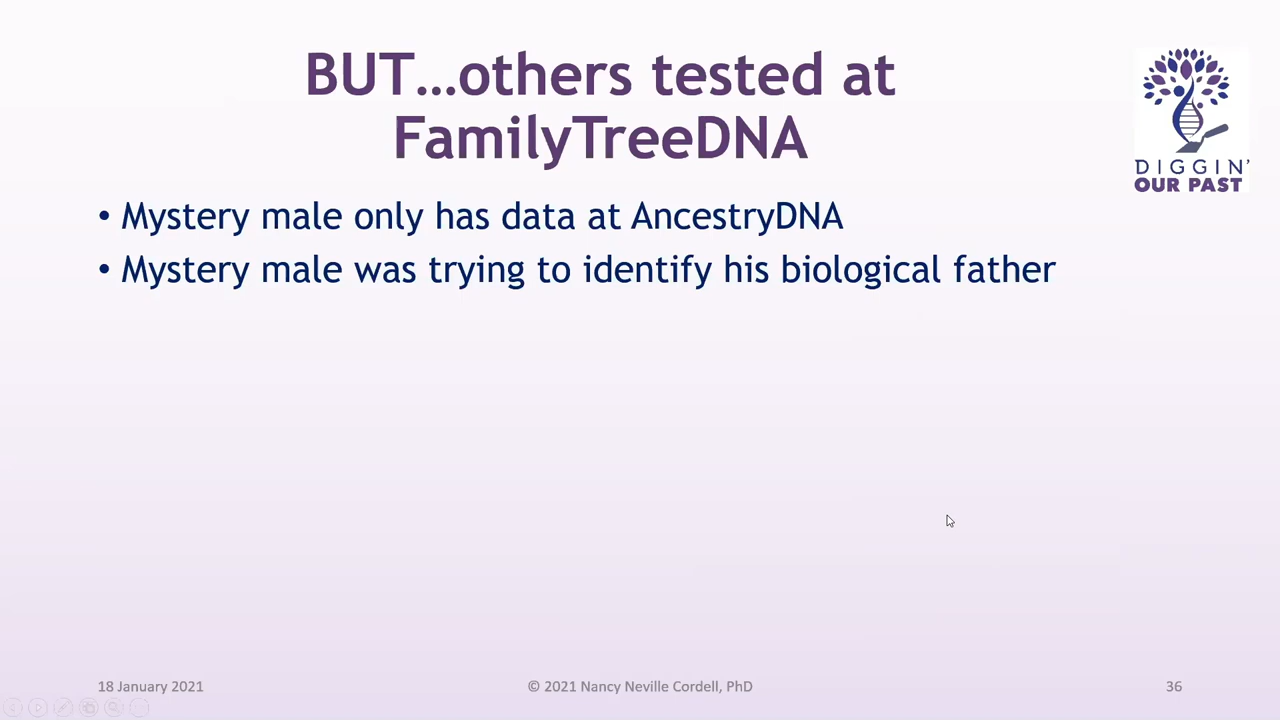 BUT…others tested at
FamilyTreeDNA
DIGGIN'
OUR PAST
• Mystery male only has data at AncestryDNA
• Mystery male was trying to identify his biological father
18 January 2021
© 2021 Nancy Neville Cordell, PhD
36